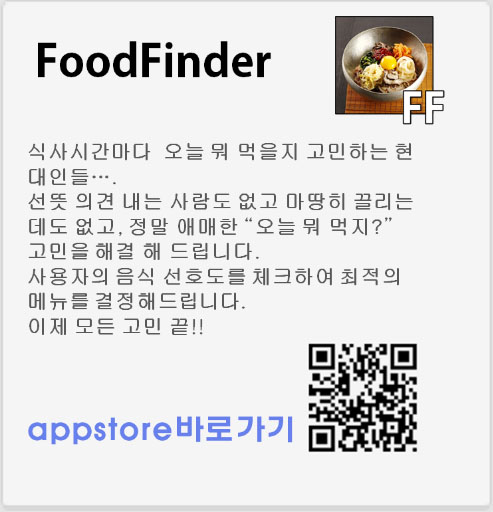 FoodFinder
FF
식사시간마다 오늘 뭐 먹을지 고민하는 현
대인들….
선뜻 의견 내는 사람도 없고 마땅히 끌리는
데도 없고, 정말 애매한 “오늘 뭐 먹지?”
고민을 해결 해 드립니다.
사용자의 음식 선호도를 체크하여 최적의
메뉴를 결정해드립니다.
이제 모든 고민 끝!!
appstore바로가기